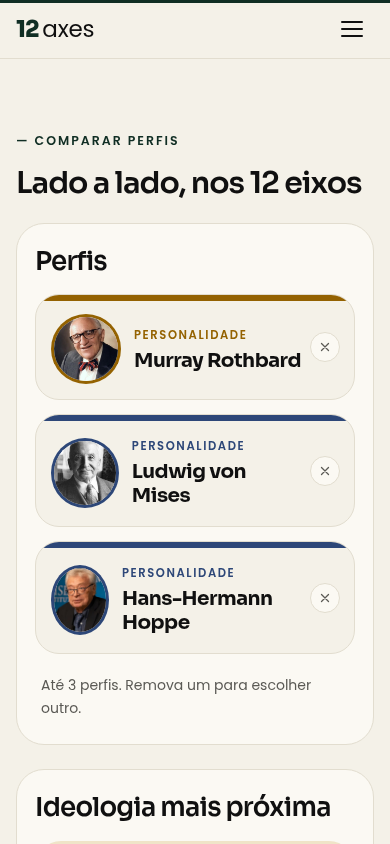 12 axes
— COMPARAR PERFIS
Lado a lado, nos 12 eixos
Perfis
PERSONALIDADE
Murray Rothbard
PERSONALIDADE
Ludwig von
Mises
PERSONALIDADE
Hans-Hermann
Hoppe
Até 3 perfis. Remova um para escolher
outro.
Ideologia mais próxima